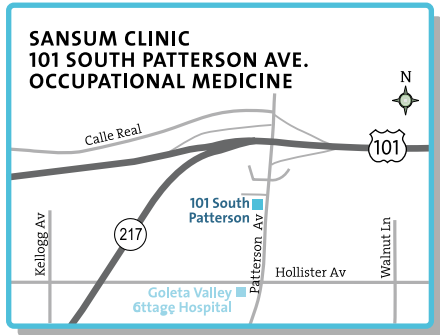 SANSUM CLINIC
101 SOUTH PATTERSON AVE.
OCCUPATIONAL MEDICINE
N
Calle Real
101
101 South
Patterson
Kellogg Av
217
Patterson Av
Walnut Ln
Hollister Av
Goleta Valley
Cottage Hospital